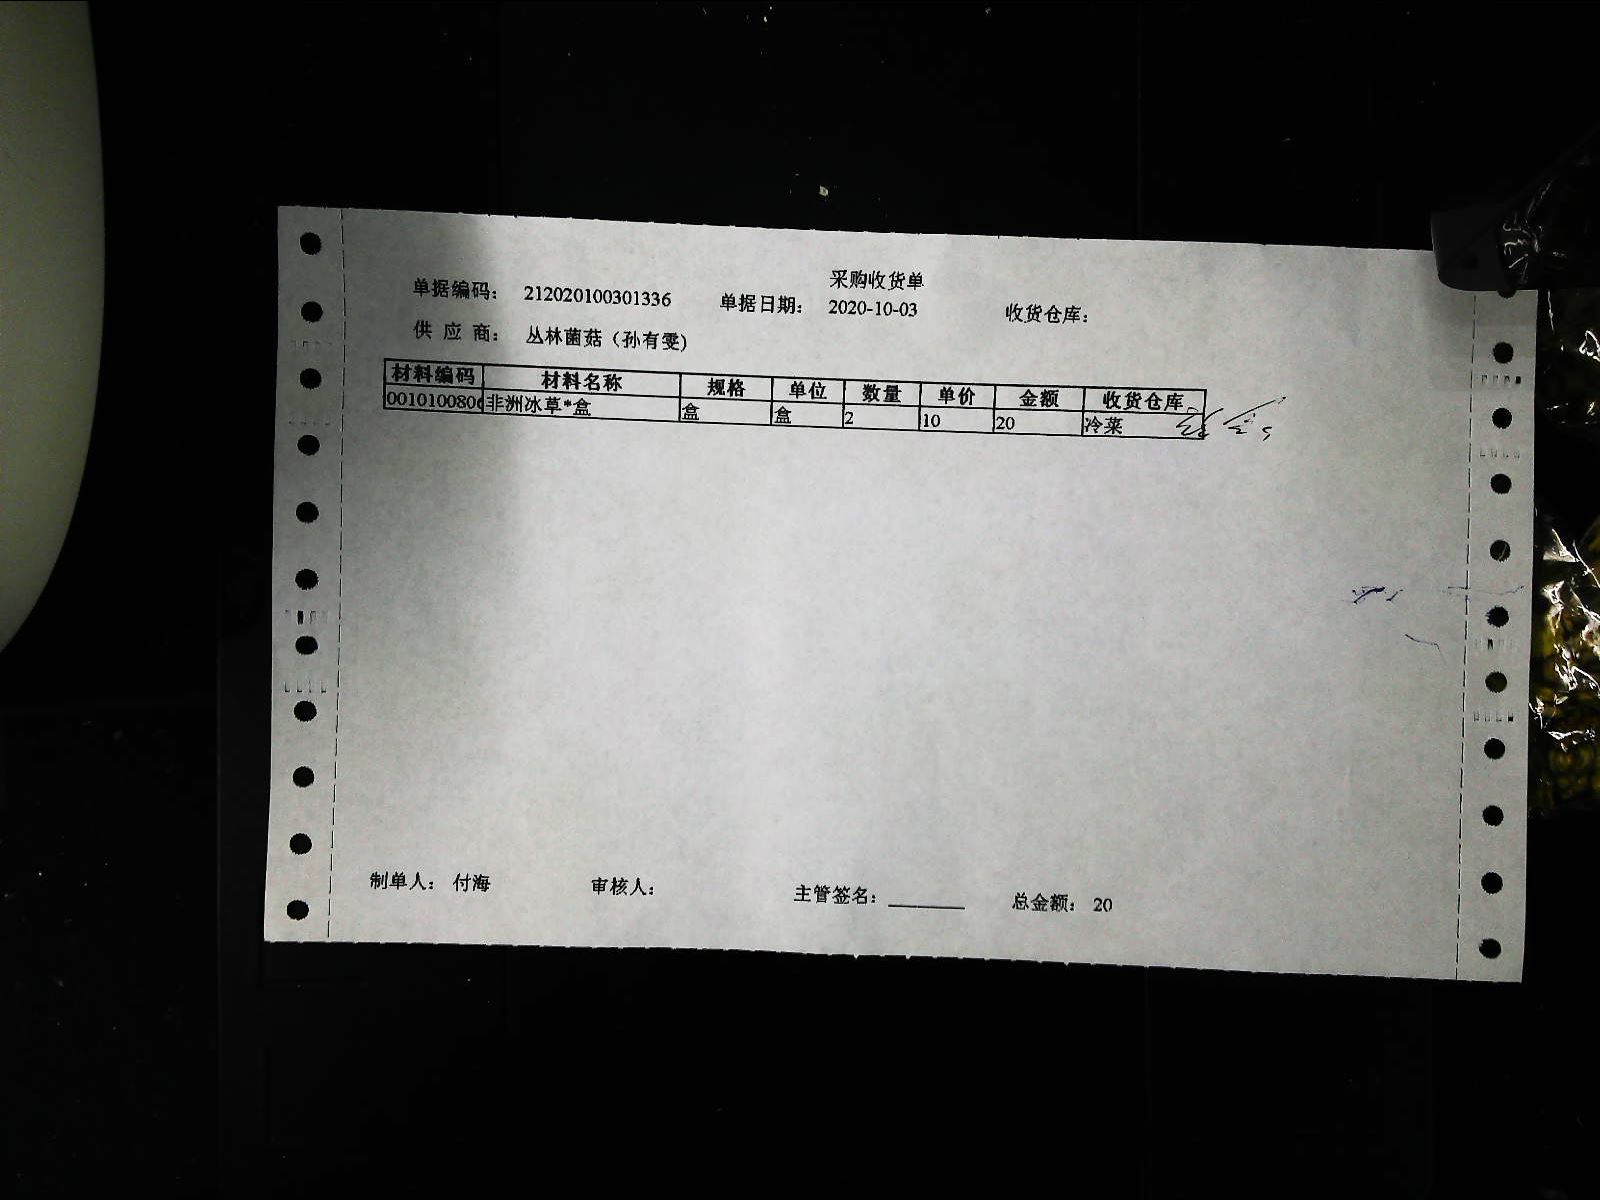 采购收货单
单据编码： 212020100301336 单据日期： 2020-10-03 收货仓库：
供 应 商： 丛林菌菇（孙有雯）
材料编码 材料名称 规格 单位 数量 单价 金额 收货仓库
001010080 非洲冰草*盒 盒 盒 2 10 20 冷菜
制单人： 付海 审核人： 主管签名： ________ 总金额： 20